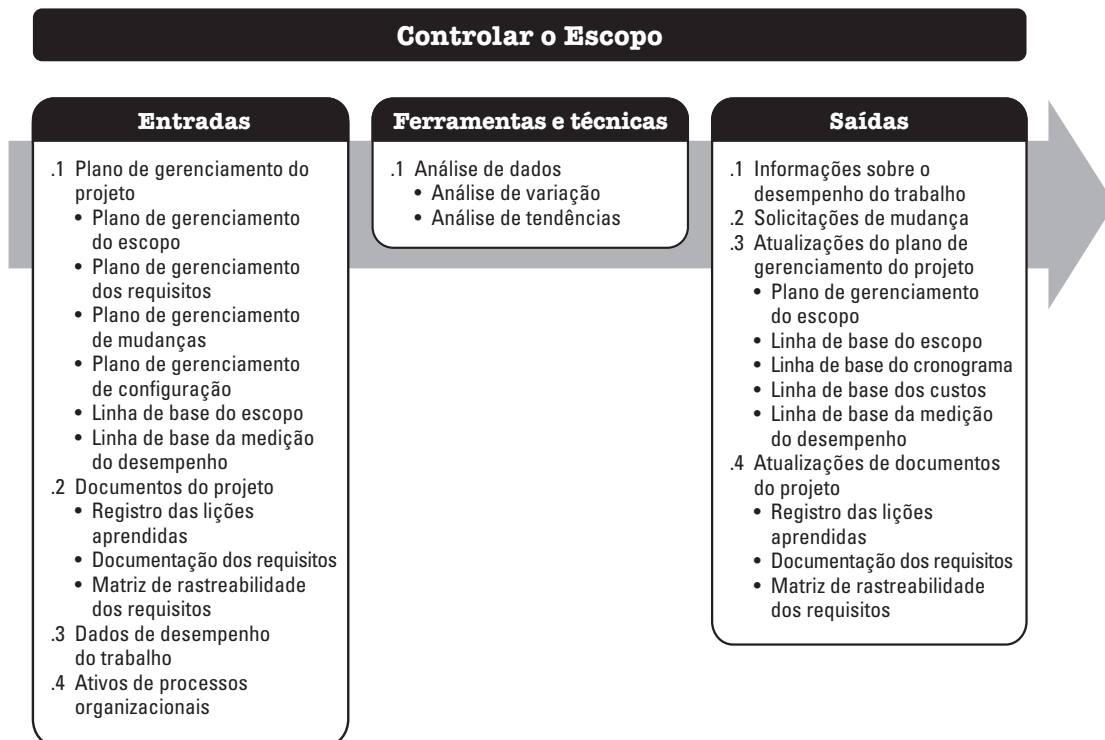 Controlar o Escopo
Entradas
.1 Plano de gerenciamento do
projeto
• Plano de gerenciamento
do escopo
• Plano de gerenciamento
dos requisitos
• Plano de gerenciamento
de mudanças
• Plano de gerenciamento
de configuração
• Linha de base do escopo
• Linha de base da medição
do desempenho
.2 Documentos do projeto
• Registro das lições
aprendidas
• Documentação dos requisitos
• Matriz de rastreabilidade
dos requisitos
.3 Dados de desempenho
do trabalho
.4 Ativos de processos
organizacionais
Ferramentas e técnicas
.1 Análise de dados
• Análise de variação
• Análise de tendências
Saídas
.1 Informações sobre o
desempenho do trabalho
.2 Solicitações de mudança
.3 Atualizações do plano de
gerenciamento do projeto
• Plano de gerenciamento
do escopo
• Linha de base do escopo
• Linha de base do cronograma
• Linha de base dos custos
• Linha de base da medição
do desempenho
.4 Atualizações de documentos
do projeto
• Registro das lições
aprendidas
• Documentação dos requisitos
• Matriz de rastreabilidade
dos requisitos